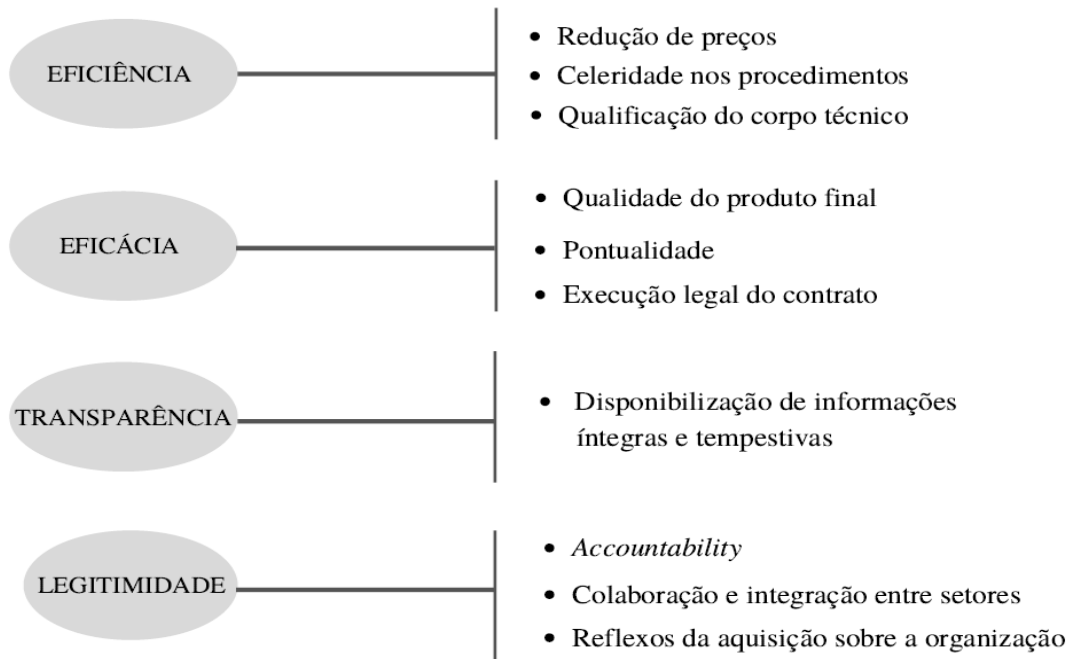 EFICIÊNCIA
• Redução de preços
• Celeridade nos procedimentos
• Qualificação do corpo técnico
EFICÁCIA
• Qualidade do produto final
• Pontualidade
• Execução legal do contrato
TRANSPARÊNCIA
• Disponibilização de informações
íntegras e tempestivas
LEGITIMIDADE
• Accountability
• Colaboração e integração entre setores
• Reflexos da aquisição sobre a organização